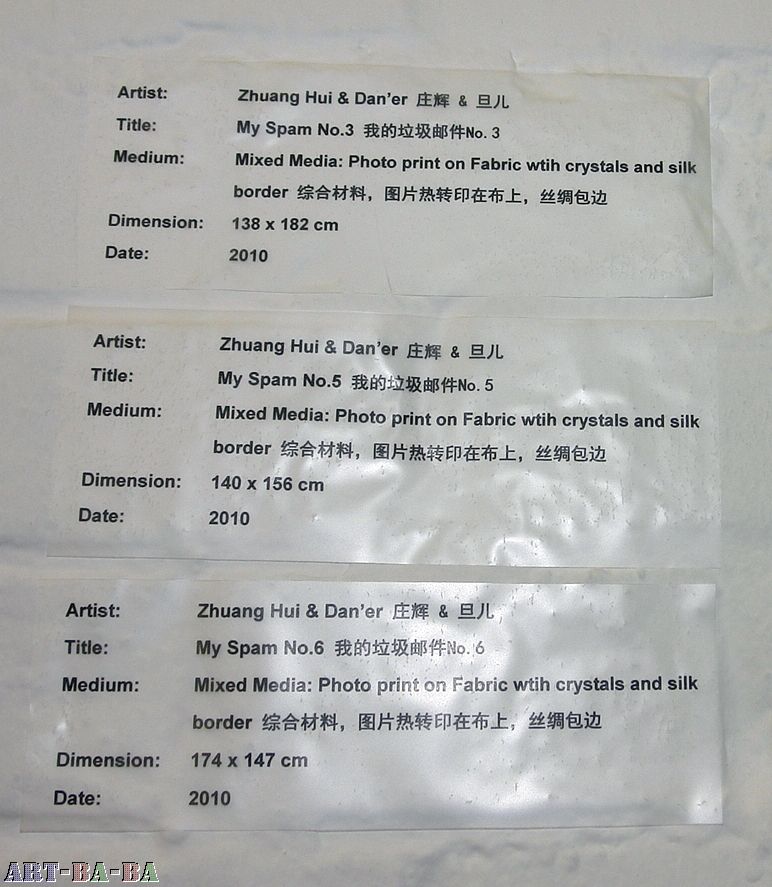 Artist: Zhuang Hui & Dan'er 庄辉 & 旦儿
Title: My Spam No.3 我的垃圾邮件No. 3
Medium: Mixed Media: Photo print on Fabric wtih crystals and silk
border 综合材料，图片热转印在布上，丝绸包边
Dimension: 138 x 182 cm
Date: 2010
Artist: Zhuang Hui & Dan'er 庄辉 & 旦儿
Title: My Spam No.5 我的垃圾邮件No. 5
Medium: Mixed Media: Photo print on Fabric wtih crystals and silk
border 综合材料，图片热转印在布上，丝绸包边
Dimension: 140 x 156 cm
Date: 2010
Artist: Zhuang Hui & Dan'er 庄辉 & 旦儿
Title: My Spam No.6 我的垃圾邮件No. 6
Medium: Mixed Media: Photo print on Fabric wtih crystals and silk
border 综合材料，图片热转印在布上，丝绸包边
Dimension: 174 x 147 cm
Date: 2010
ART-BA-BA